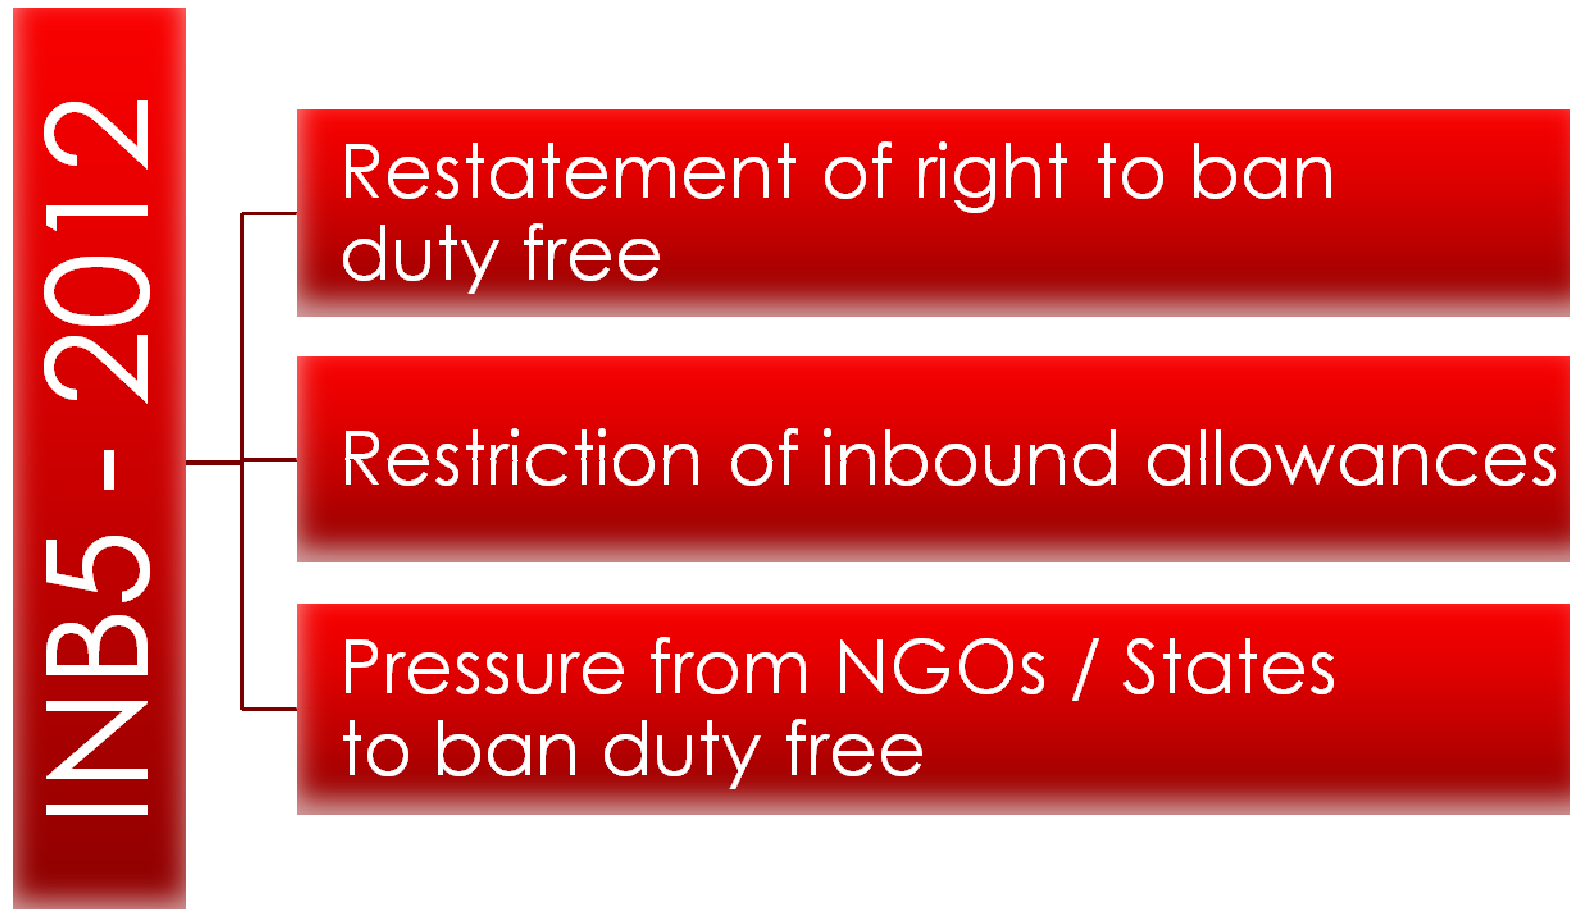 INB5 - 2012
Restatement of right to ban
duty free
Restriction of inbound allowances
Pressure from NGOs / States
to ban duty free